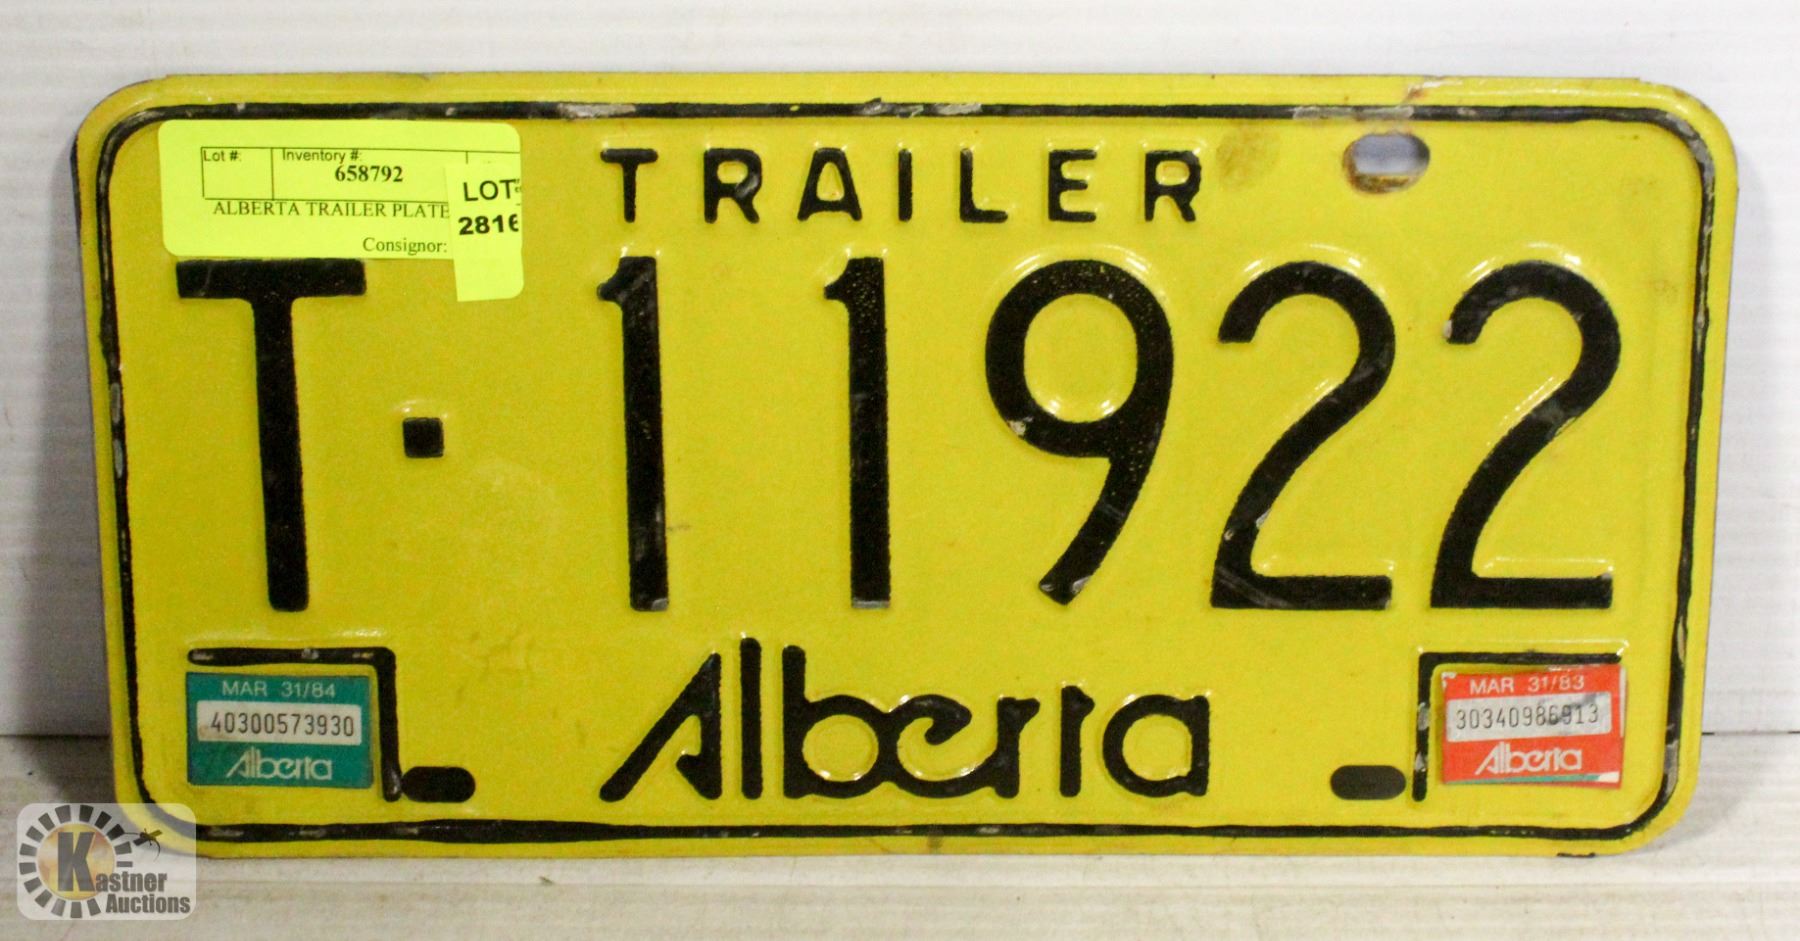 Lot #: Inventory #:
658792
LOT#
2816
ALBERTA TRAILER PLATE
Consignor:
TRAILER
T·11922
MAR 31/84
40300573930
Alberta
Alberta
MAR 31/83
30340986913
Alberta
Kastner
Auctions